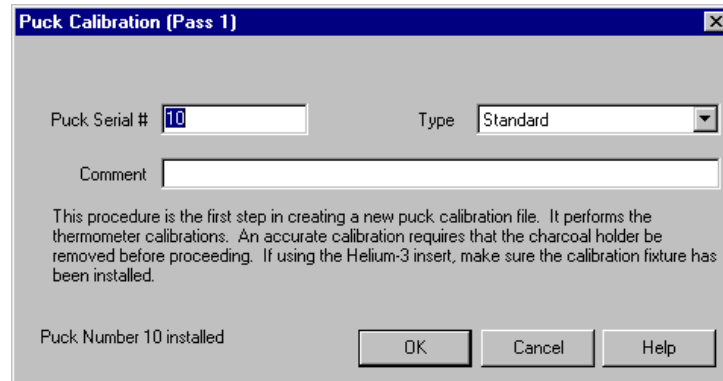 Puck Calibration (Pass 1)
Puck Serial # 10 Type Standard
Comment
This procedure is the first step in creating a new puck calibration file. It performs the
thermometer calibrations. An accurate calibration requires that the charcoal holder be
removed before proceeding. If using the Helium-3 insert, make sure the calibration fixture has
been installed.
Puck Number 10 installed
OK Cancel Help